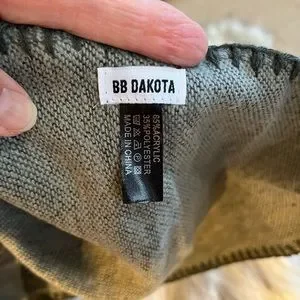 BB DAKOTA
65%ACRYLIC
35%POLYESTER
MADE IN CHINA